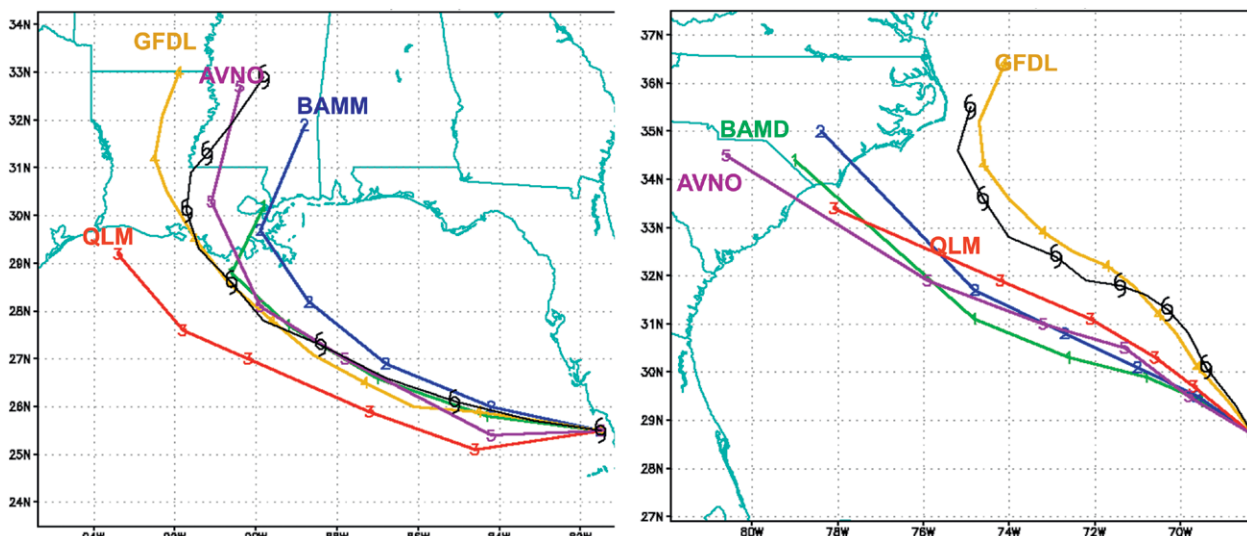 34N
GFDL
33N
AVNO
BAMM
32N
31N
30N
QLM
29N
28N
27N
26N
25N
24N
37N
GFDL
36N
35N
BAMD
34N
AVNO
33N
QLM
32N
31N
30N
29N
28N
27N
80W 78W 76W 74W 72W 70W